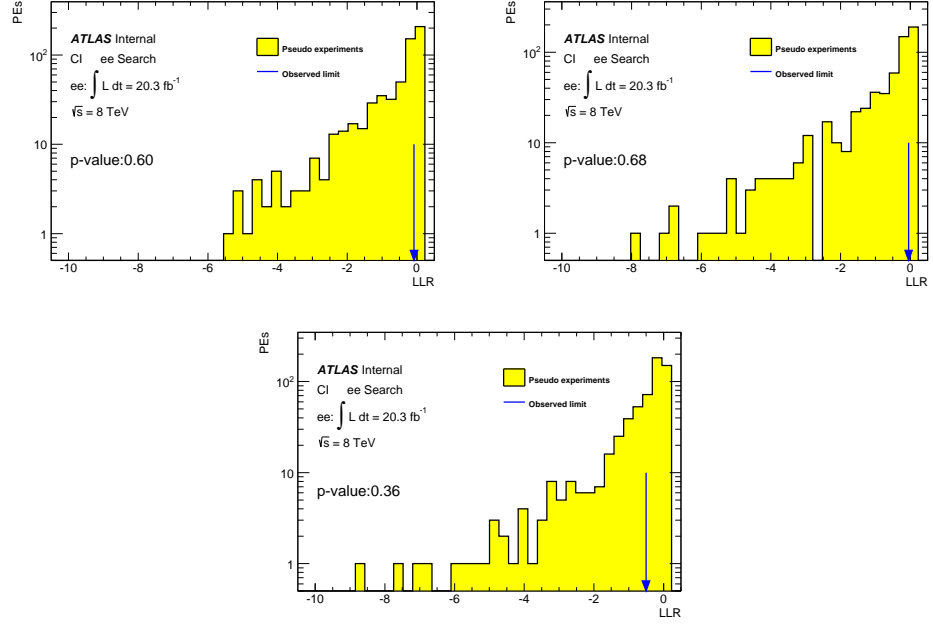 PEs
10²
10
1
ATLAS Internal
CI ee Search
ee: ∫ L dt = 20.3 fb⁻¹
√s = 8 TeV
p-value:0.60
Pseudo experiments
Observed limit
-10 -8 -6 -4 -2 0
LLR
PEs
10²
10
1
ATLAS Internal
CI ee Search
ee: ∫ L dt = 20.3 fb⁻¹
√s = 8 TeV
p-value:0.68
Pseudo experiments
Observed limit
-10 -8 -6 -4 -2 0
LLR
PEs
10²
10
1
ATLAS Internal
CI ee Search
ee: ∫ L dt = 20.3 fb⁻¹
√s = 8 TeV
p-value:0.36
Pseudo experiments
Observed limit
-10 -8 -6 -4 -2 0
LLR